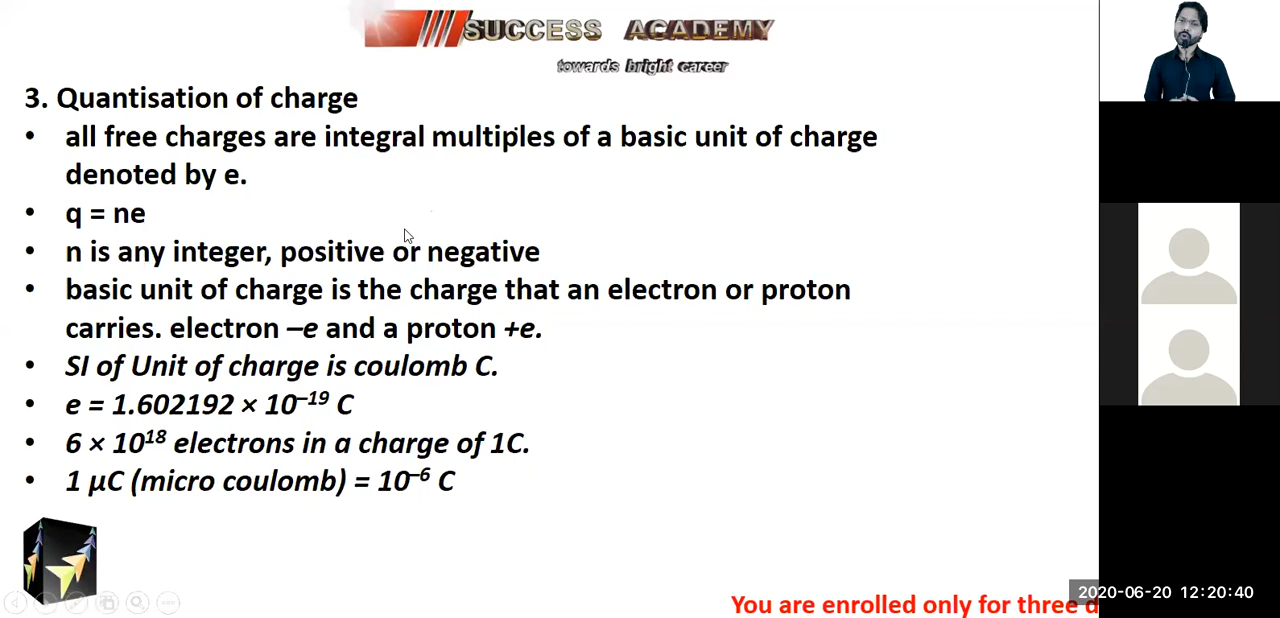 SUCCESS ACADEMY
towards bright career
3. Quantisation of charge
• all free charges are integral multiples of a basic unit of charge
denoted by e.
• q = ne
• n is any integer, positive or negative
• basic unit of charge is the charge that an electron or proton
carries. electron –e and a proton +e.
• SI of Unit of charge is coulomb C.
• e = 1.602192 × 10⁻¹⁹ C
• 6 × 10¹⁸ electrons in a charge of 1C.
• 1 μC (micro coulomb) = 10⁻⁶ C
You are enrolled only for three d
2020-06-20 12:20:40